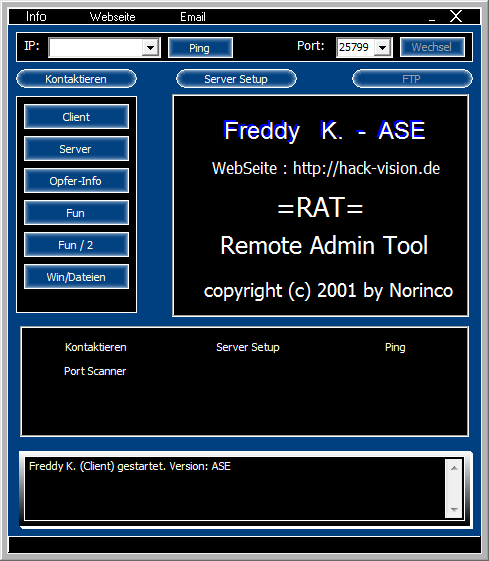 Info Webseite Email
IP: Ping Port: 25799 Wechsel
Kontaktieren Server Setup FTP
Client
Server
Opfer-Info
Fun
Fun / 2
Win/Dateien
Freddy K. - ASE
WebSeite : http://hack-vision.de
=RAT=
Remote Admin Tool
copyright (c) 2001 by Norinco
Kontaktieren Server Setup Ping
Port Scanner
Freddy K. (Client) gestartet. Version: ASE